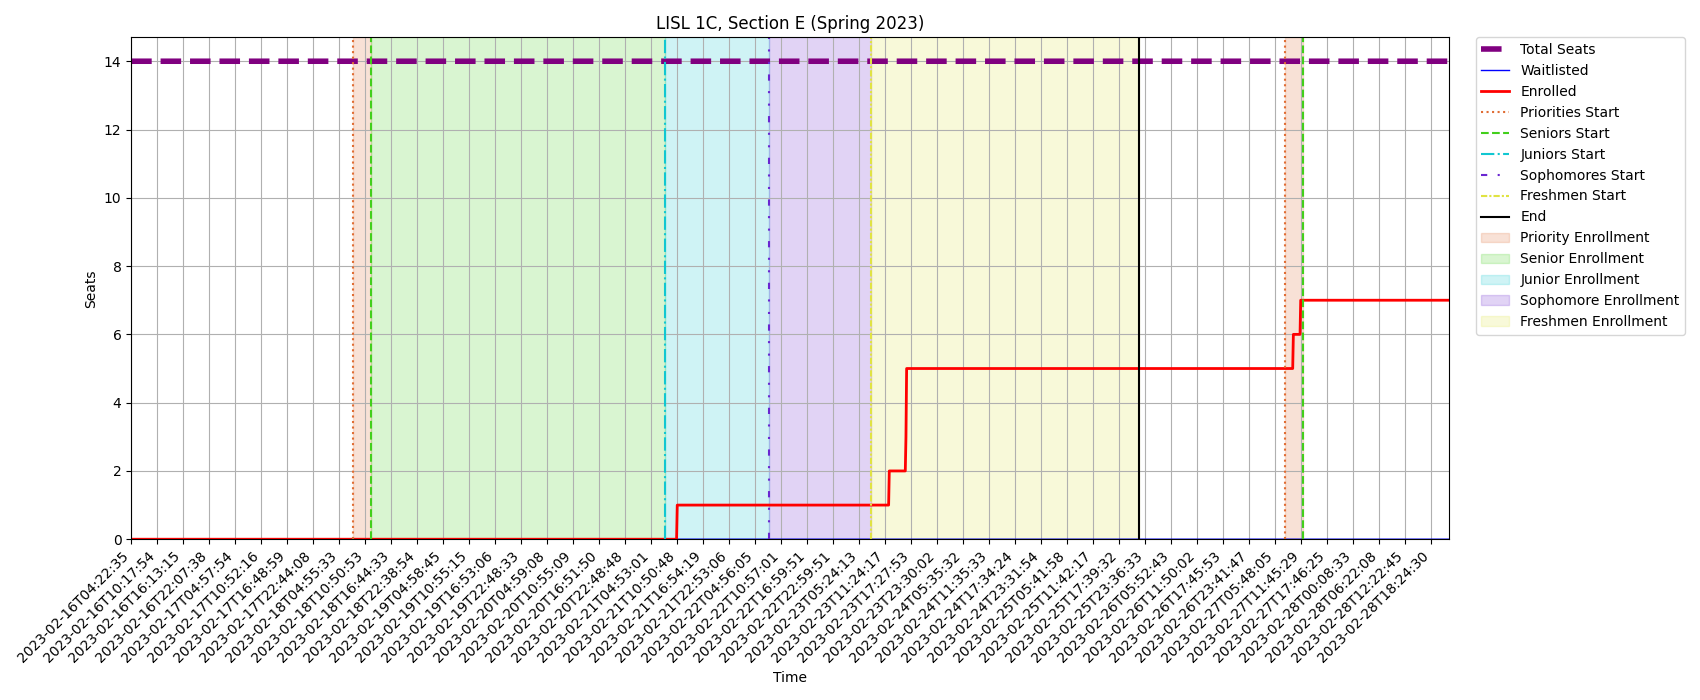 LISL 1C, Section E (Spring 2023)
Total Seats
Waitlisted
Enrolled
Priorities Start
Seniors Start
Juniors Start
Sophomores Start
Freshmen Start
End
Priority Enrollment
Senior Enrollment
Junior Enrollment
Sophomore Enrollment
Freshmen Enrollment
Seats
14
12
10
8
6
4
2
0
2023-02-16T04:22:35
2023-02-16T10:17:54
2023-02-16T16:13:15
2023-02-16T22:07:38
2023-02-17T04:57:54
2023-02-17T10:52:16
2023-02-17T16:48:59
2023-02-17T22:44:08
2023-02-18T04:55:33
2023-02-18T10:50:53
2023-02-18T16:44:33
2023-02-18T22:38:54
2023-02-19T04:58:45
2023-02-19T10:55:15
2023-02-19T16:53:06
2023-02-19T22:48:33
2023-02-20T04:59:08
2023-02-20T10:55:09
2023-02-20T16:51:50
2023-02-20T22:48:48
2023-02-21T04:53:01
2023-02-21T10:50:48
2023-02-21T16:54:19
2023-02-21T22:53:06
2023-02-22T04:56:05
2023-02-22T10:57:01
2023-02-22T16:59:51
2023-02-22T22:59:51
2023-02-23T05:24:13
2023-02-23T11:24:17
2023-02-23T17:27:53
2023-02-23T23:30:02
2023-02-24T05:35:32
2023-02-24T11:35:33
2023-02-24T17:34:24
2023-02-24T23:31:54
2023-02-25T05:41:58
2023-02-25T11:42:17
2023-02-25T17:39:32
2023-02-25T23:36:33
2023-02-26T05:52:43
2023-02-26T11:50:02
2023-02-26T17:45:53
2023-02-26T23:41:47
2023-02-27T05:48:05
2023-02-27T11:45:29
2023-02-27T17:46:25
2023-02-28T00:08:33
2023-02-28T06:22:08
2023-02-28T12:22:45
2023-02-28T18:24:30
Time